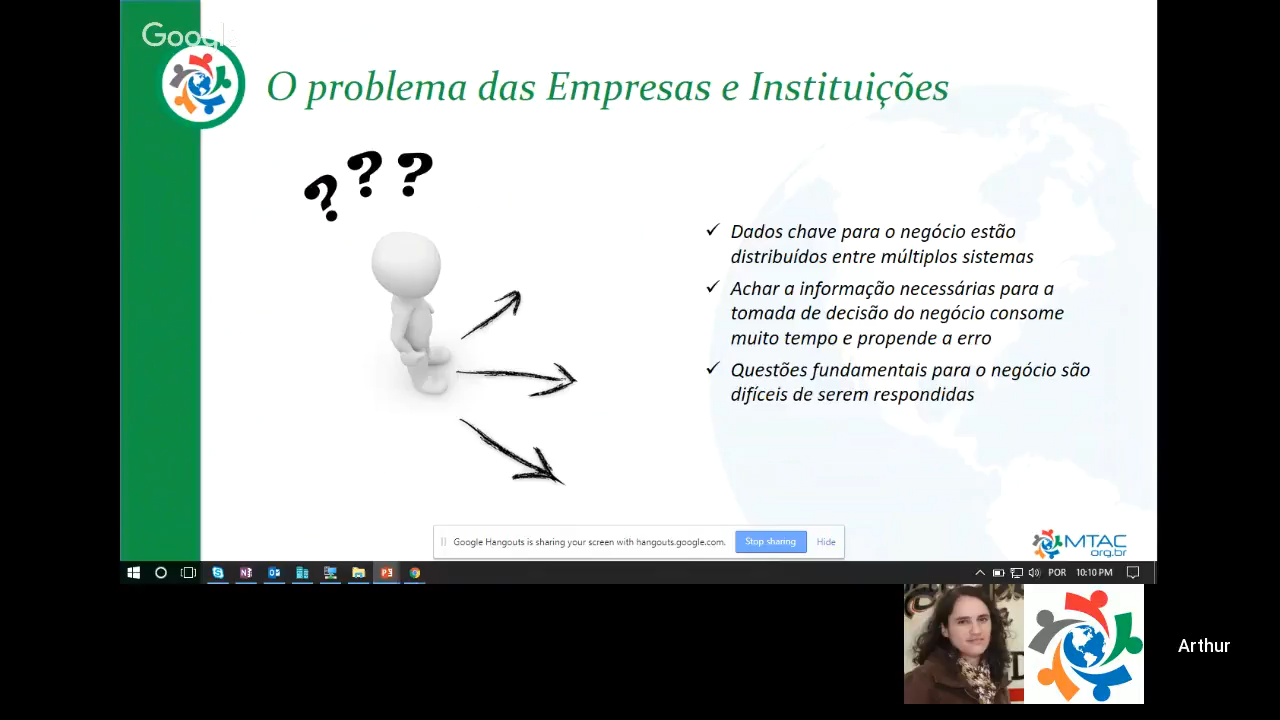 Google
O problema das Empresas e Instituições
? ? ?
Dados chave para o negócio estão
distribuídos entre múltiplos sistemas
Achar a informação necessárias para a
tomada de decisão do negócio consome
muito tempo e propende a erro
Questões fundamentais para o negócio são
difíceis de serem respondidas
Google Hangouts is sharing your screen with hangouts.google.com.
Stop sharing
Hide
MTAC
org.br
POR
10:10 PM
Arthur